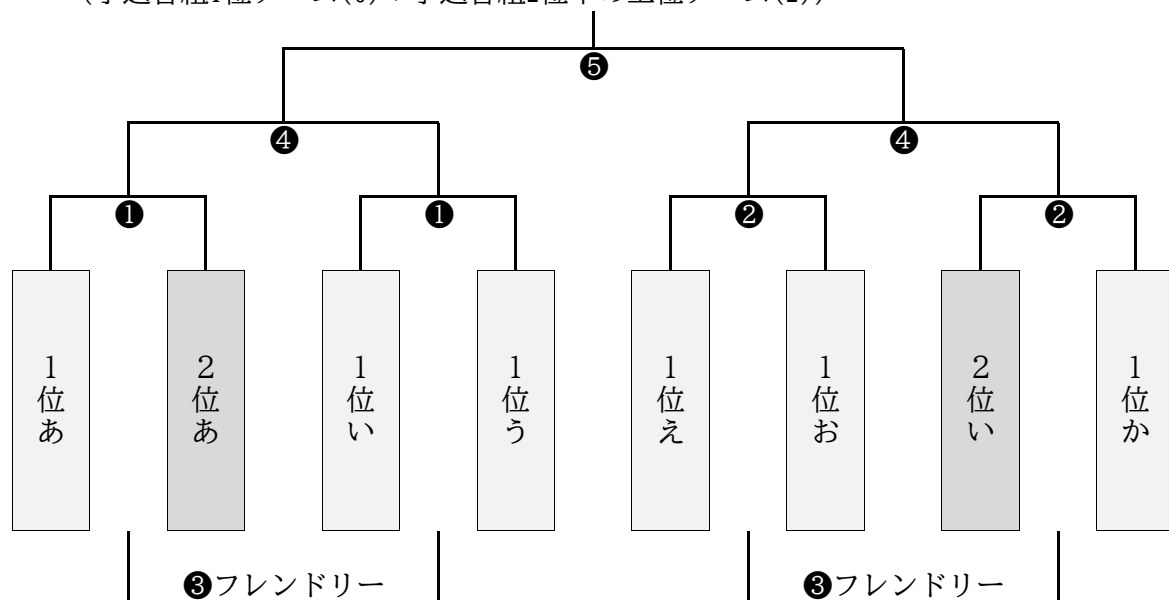 ❺
❹ ❹
❶ ❶ ❷ ❷
1位あ
2位あ
1位い
1位う
1位え
1位お
2位い
1位か
❸フレンドリー ❸フレンドリー